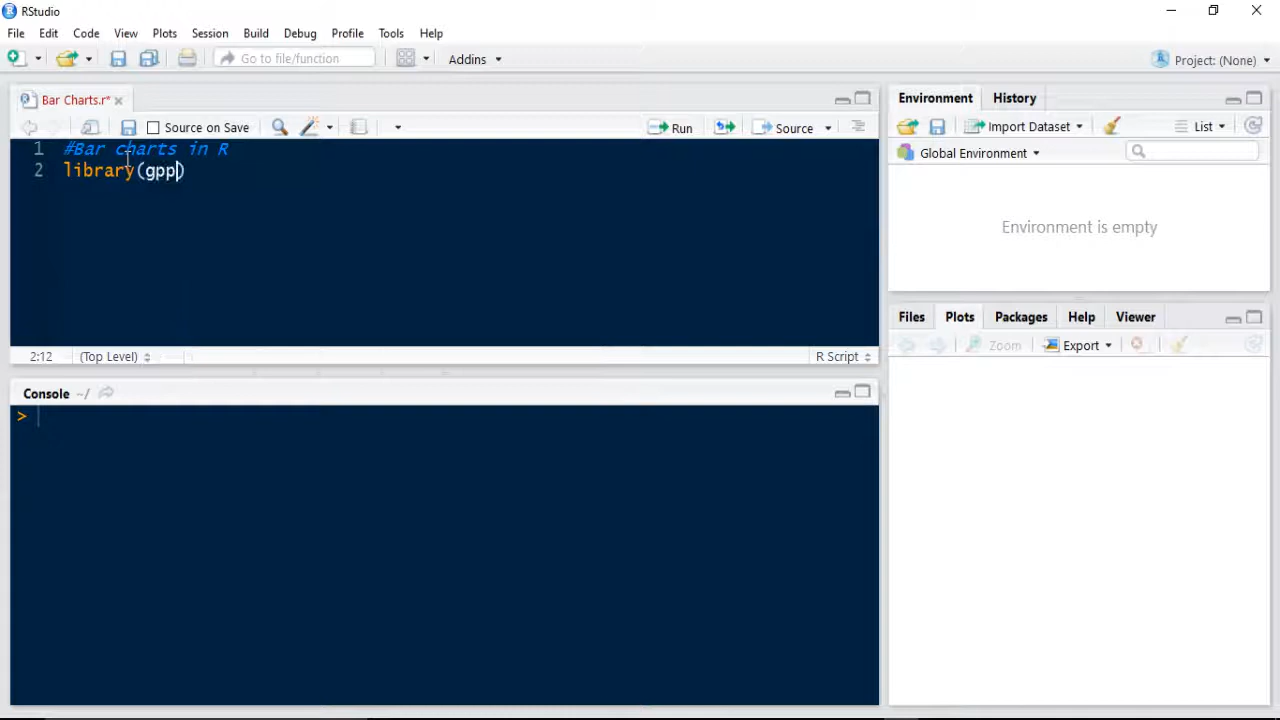 RStudio
File Edit Code View Plots Session Build Debug Profile Tools Help
Go to file/function Addins Project: (None)
Bar Charts.r*
Source on Save Run Source
1 #Bar charts in R
2 library(gpp)
2:12 (Top Level) R Script
Console ~/
>
Environment History
Import Dataset List
Global Environment
Environment is empty
Files Plots Packages Help Viewer
Zoom Export